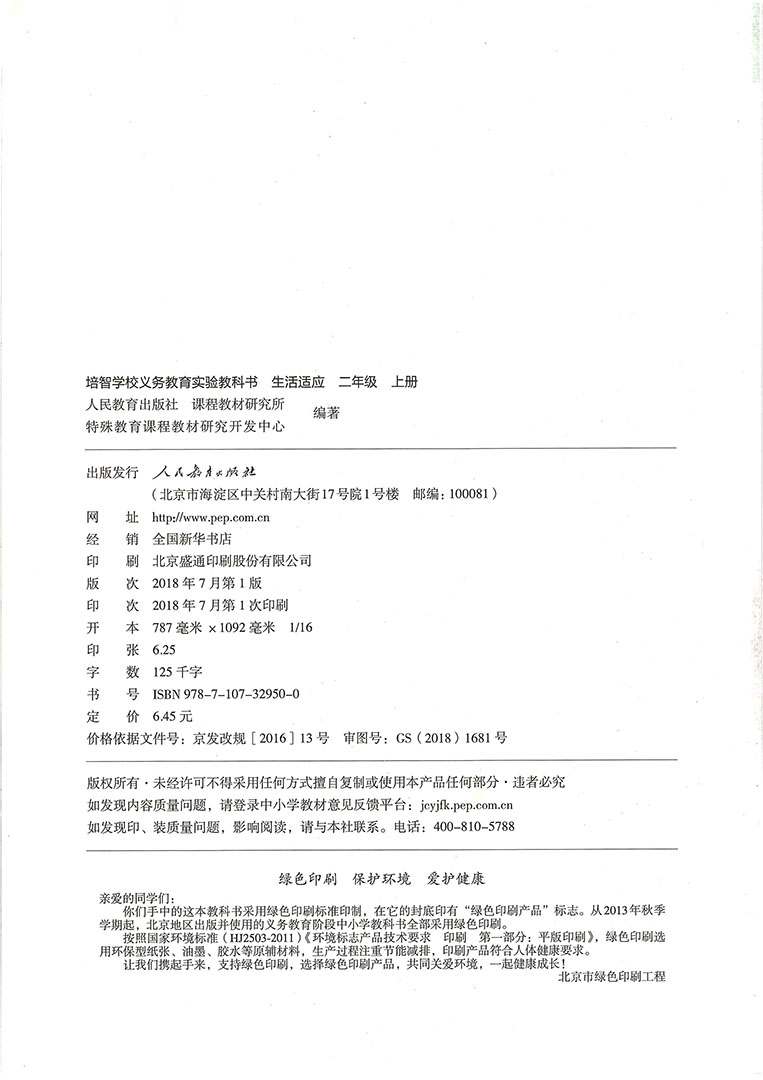 培智学校义务教育实验教科书 生活适应 二年级 上册
人民教育出版社 课程教材研究所
编著
特殊教育课程教材研究开发中心
出版发行 人民教育出版社
(北京市海淀区中关村南大街17号院1号楼 邮编:100081)
网 址 http://www.pep.com.cn
经 销 全国新华书店
印 刷 北京盛通印刷股份有限公司
版 次 2018年7月第1版
印 次 2018年7月第1次印刷
开 本 787毫米×1092毫米 1/16
印 张 6.25
字 数 125千字
书 号 ISBN 978-7-107-32950-0
定 价 6.45元
价格依据文件号:京发改规[2016]13号 审图号:GS(2018)1681号
版权所有·未经许可不得采用任何方式擅自复制或使用本产品任何部分·违者必究
如发现内容质量问题,请登录中小学教材意见反馈平台:jcyjfk.pep.com.cn
如发现印、装质量问题,影响阅读,请与本社联系。电话:400-810-5788
绿色印刷 保护环境 爱护健康
亲爱的同学们:
你们手中的这本教科书采用绿色印刷标准印制,在它的封底印有“绿色印刷产品”标志。从2013年秋季
学期起,北京地区出版并使用的义务教育阶段中小学教科书全部采用绿色印刷。
按照国家环境标准(HJ2503-2011)《环境标志产品技术要求 印刷 第一部分:平版印刷》,绿色印刷选
用环保型纸张、油墨、胶水等原辅材料,生产过程注重节能减排,印刷产品符合人体健康要求。
让我们携起手来,支持绿色印刷,选择绿色印刷产品,共同关爱环境,一起健康成长!
北京市绿色印刷工程